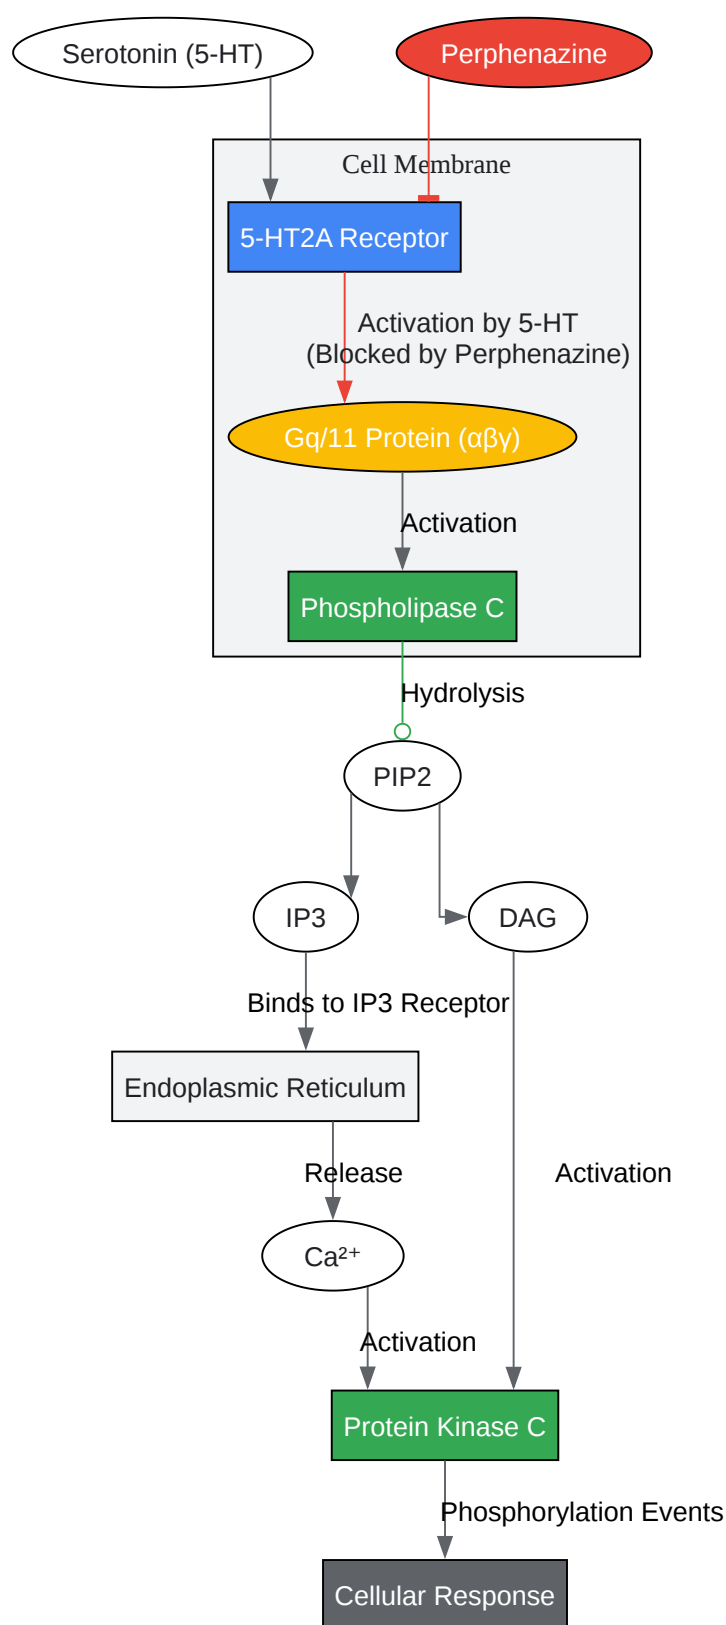 Serotonin (5-HT)
Perphenazine
Cell Membrane
5-HT2A Receptor
Activation by 5-HT
(Blocked by Perphenazine)
Gq/11 Protein (αβγ)
Activation
Phospholipase C
Hydrolysis
PIP2
IP3
DAG
Binds to IP3 Receptor
Endoplasmic Reticulum
Release
Activation
Ca²⁺
Activation
Protein Kinase C
Phosphorylation Events
Cellular Response